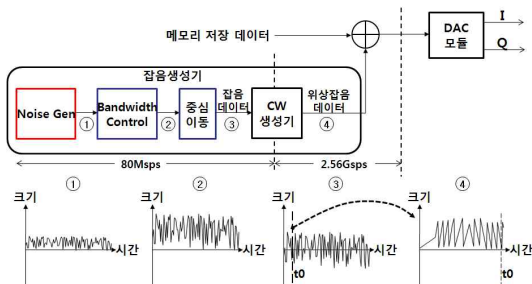 메모리 저장 데이터
DAC
모듈
I
Q
잡음생성기
Noise Gen
①
Bandwidth
Control
②
중심
이동
잡음
데이터
③
CW
생성기
위상잡음
데이터
④
80Msps
2.56Gsps
①
크기
시간
②
크기
시간
③
크기
시간
t0
④
크기
시간
t0